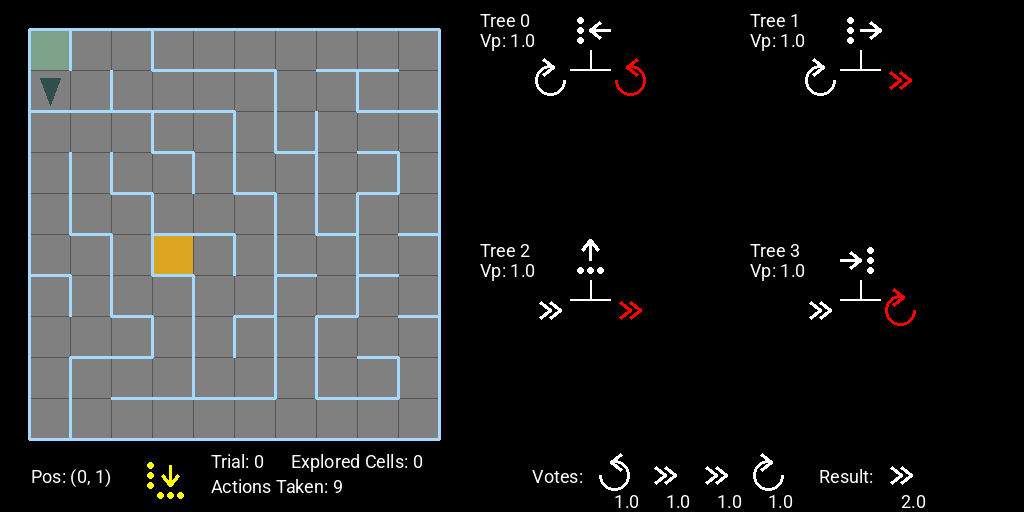 Tree 0
Vp: 1.0
Tree 1
Vp: 1.0
Tree 2
Vp: 1.0
Tree 3
Vp: 1.0
Pos: (0, 1)
Trial: 0 Explored Cells: 0
Actions Taken: 9
Votes:
1.0 1.0 1.0 1.0
Result:
2.0